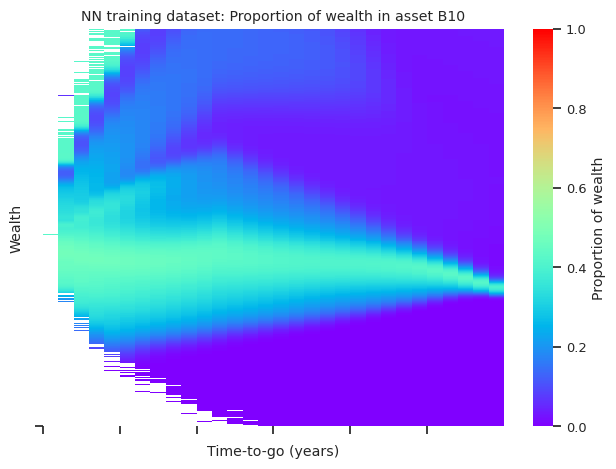 NN training dataset: Proportion of wealth in asset B10
Wealth
Time-to-go (years)
1.0
0.8
0.6
0.4
0.2
0.0
Proportion of wealth